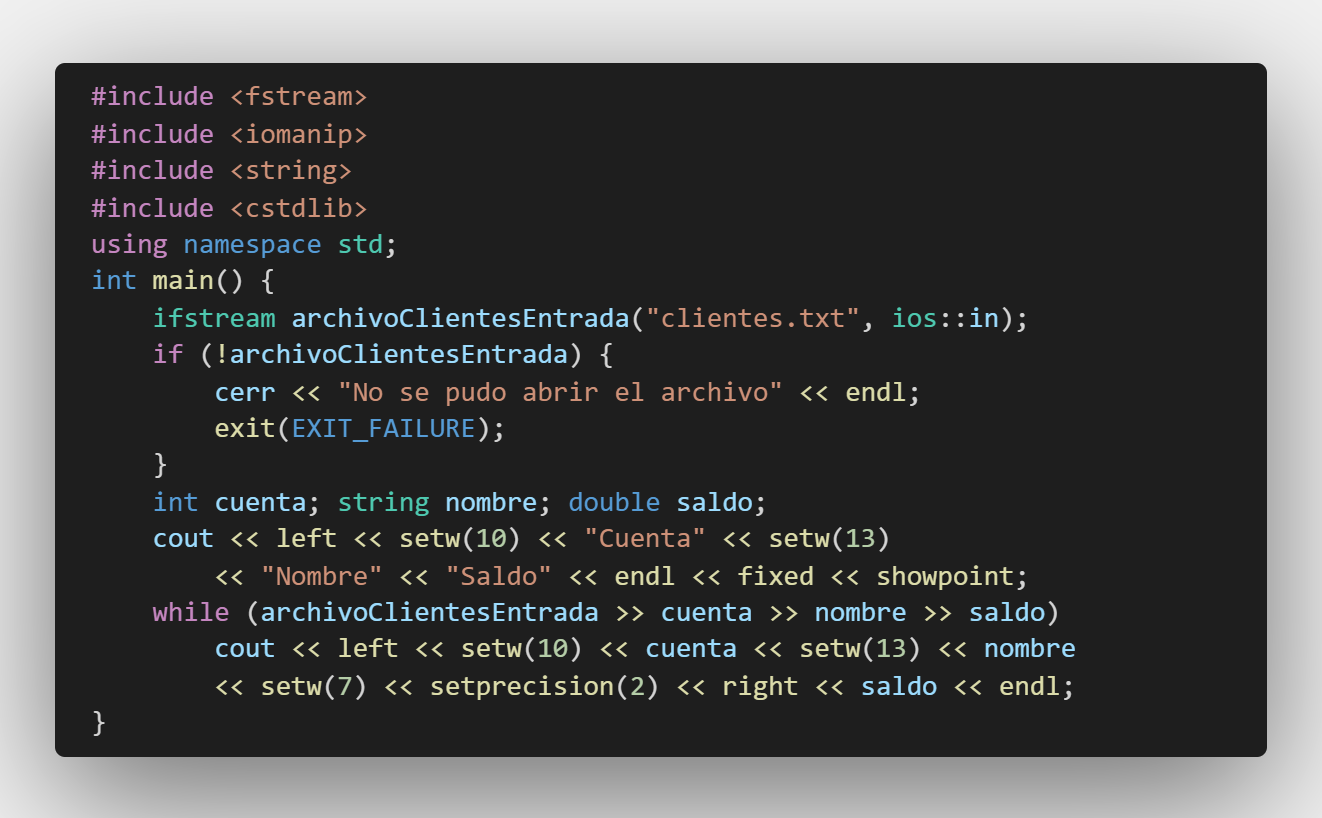 #include <fstream>
#include <iomanip>
#include <string>
#include <cstdlib>
using namespace std;
int main() {
    ifstream archivoClientesEntrada("clientes.txt", ios::in);
    if (!archivoClientesEntrada) {
        cerr << "No se pudo abrir el archivo" << endl;
        exit(EXIT_FAILURE);
    }
    int cuenta; string nombre; double saldo;
    cout << left << setw(10) << "Cuenta" << setw(13)
        << "Nombre" << "Saldo" << endl << fixed << showpoint;
    while (archivoClientesEntrada >> cuenta >> nombre >> saldo)
        cout << left << setw(10) << cuenta << setw(13) << nombre
        << setw(7) << setprecision(2) << right << saldo << endl;
}